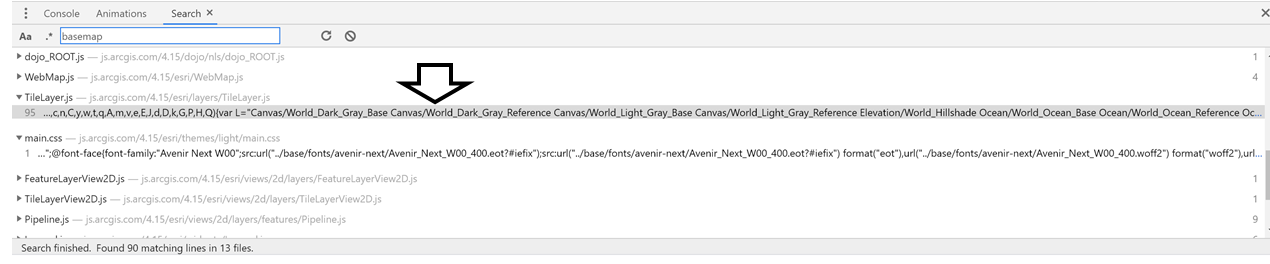 Console Animations Search ×
Aa .* basemap
dojo_ROOT.js — js.arcgis.com/4.15/dojo/nls/dojo_ROOT.js 1
WebMap.js — js.arcgis.com/4.15/esri/WebMap.js 4
TileLayer.js — js.arcgis.com/4.15/esri/layers/TileLayer.js
95 ...,c,n,C,y,w,t,q,A,m,v,e,E,J,d,D,k,G,P,H,Q){var L="Canvas/World_Dark_Gray_Base Canvas/World_Dark_Gray_Reference Canvas/World_Light_Gray_Base Canvas/World_Light_Gray_Reference Elevation/World_Hillshade Ocean/World_Ocean_Base Ocean/World_Ocean_Reference Oc...
main.css — js.arcgis.com/4.15/esri/themes/light/main.css
1 ...";@font-face{font-family:"Avenir Next W00";src:url("../base/fonts/avenir-next/Avenir_Next_W00_400.eot?#iefix");src:url("../base/fonts/avenir-next/Avenir_Next_W00_400.eot?#iefix") format("eot"),url("../base/fonts/avenir-next/Avenir_Next_W00_400.woff2") format("woff2"),url...
FeatureLayerView2D.js — js.arcgis.com/4.15/esri/views/2d/layers/FeatureLayerView2D.js 1
TileLayerView2D.js — js.arcgis.com/4.15/esri/views/2d/layers/TileLayerView2D.js 1
Pipeline.js — js.arcgis.com/4.15/esri/views/2d/layers/features/Pipeline.js 9
Search finished. Found 90 matching lines in 13 files.